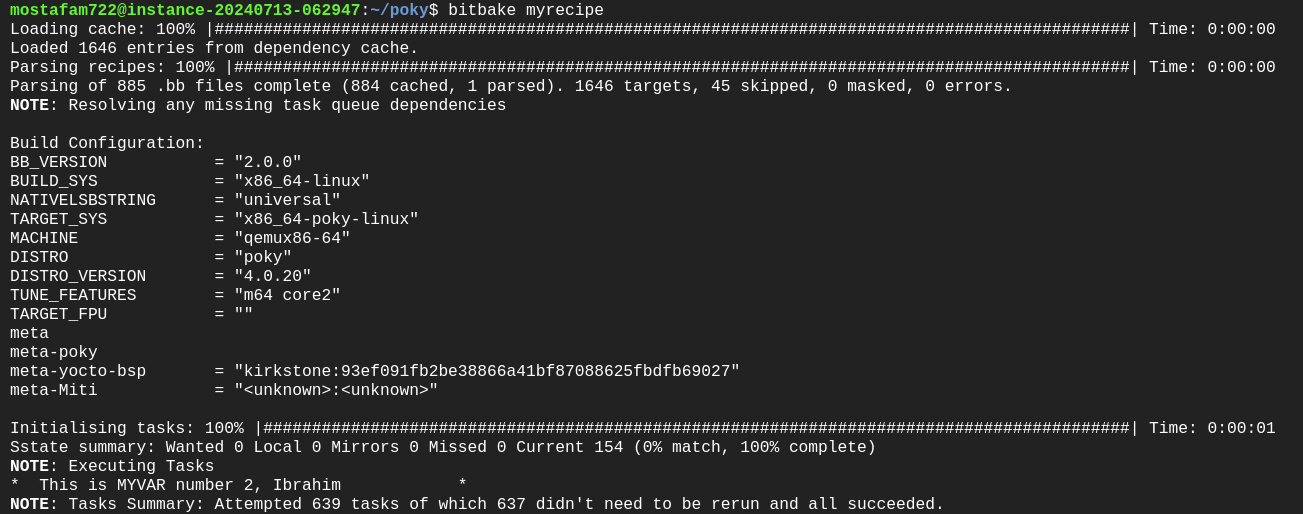 mostafam722@instance-20240713-062947:~/poky$ bitbake myrecipe
Loading cache: 100% |##############################################################################################| Time: 0:00:00
Loaded 1646 entries from dependency cache.
Parsing recipes: 100% |############################################################################################| Time: 0:00:00
Parsing of 885 .bb files complete (884 cached, 1 parsed). 1646 targets, 45 skipped, 0 masked, 0 errors.
NOTE: Resolving any missing task queue dependencies

Build Configuration:
BB_VERSION           = "2.0.0"
BUILD_SYS            = "x86_64-linux"
NATIVELSBSTRING      = "universal"
TARGET_SYS           = "x86_64-poky-linux"
MACHINE              = "qemux86-64"
DISTRO               = "poky"
DISTRO_VERSION       = "4.0.20"
TUNE_FEATURES        = "m64 core2"
TARGET_FPU           = ""
meta
meta-poky
meta-yocto-bsp       = "kirkstone:93ef091fb2be38866a41bf87088625fbdfb69027"
meta-Miti            = "<unknown>:<unknown>"

Initialising tasks: 100% |#########################################################################################| Time: 0:00:01
Sstate summary: Wanted 0 Local 0 Mirrors 0 Missed 0 Current 154 (0% match, 100% complete)
NOTE: Executing Tasks
*  This is MYVAR number 2, Ibrahim            *
NOTE: Tasks Summary: Attempted 639 tasks of which 637 didn't need to be rerun and all succeeded.